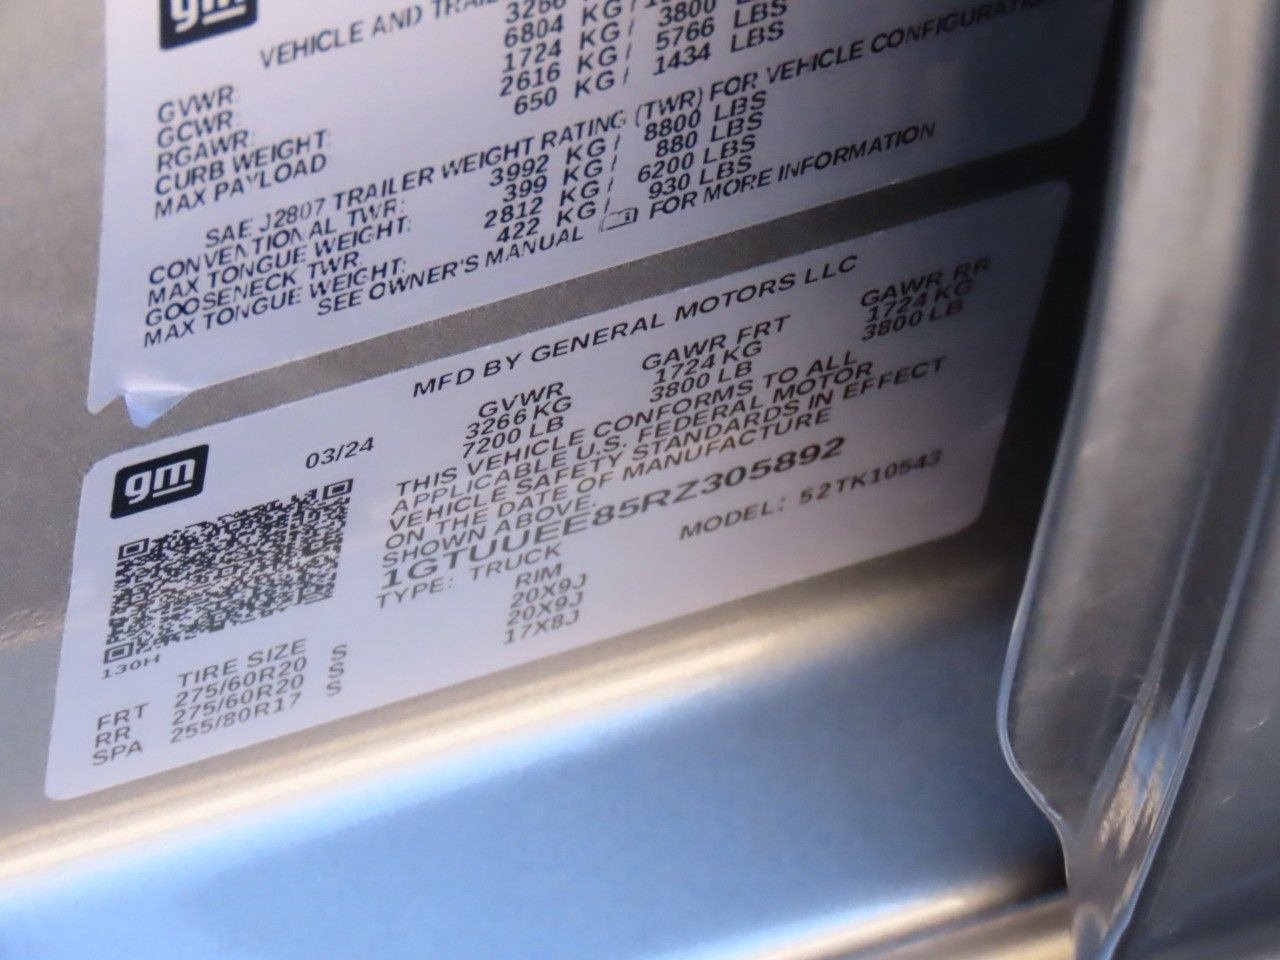 gm
VEHICLE AND
GVWR: 3266 KG/
GCWR: 6804 KG/
RGAWR: 1724 KG/ 3800
CURB WEIGHT: 2616 KG/ 5766 LBS
MAX PAYLOAD 650 KG/ 1434 LBS
SAE J2807 TRAILER WEIGHT RATING (TWR) FOR VEHICLE CONFIGURATION
CONVENTIONAL TWR: 3992 KG/ 8800 LBS
MAX TONGUE WEIGHT: 399 KG/ 880 LBS
GOOSENECK TWR 2812 KG/ 6200 LBS
MAX TONGUE WEIGHT: 422 KG/ 930 LBS
SEE OWNER'S MANUAL FOR MORE INFORMATION
MFD BY GENERAL MOTORS LLC
gm 03/24
GVWR GAWR FRT GAWR RR
3266 KG 1724 KG 1724 KG
7200 LB 3800 LB 3800 LB
THIS VEHICLE CONFORMS TO ALL
APPLICABLE U.S. FEDERAL MOTOR
VEHICLE SAFETY STANDARDS IN EFFECT
ON THE DATE OF MANUFACTURE
SHOWN ABOVE.
1GTUUEE85RZ305892
TYPE: TRUCK MODEL: 52TK10543
130H
TIRE SIZE RIM
FRT 275/60R20 S 20X9J
RR 275/60R20 S 20X9J
SPA 255/80R17 S 17X8J